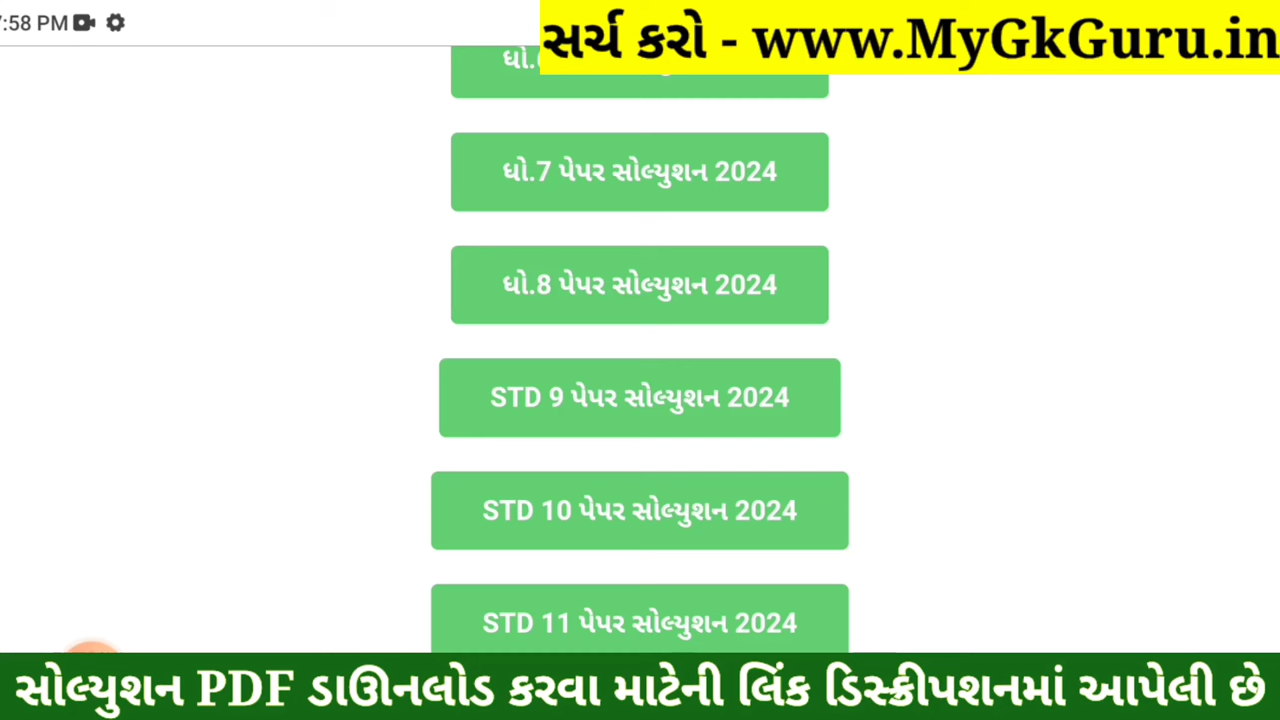 :58 PM
સર્ચ કરો - www.MyGkGuru.in
ધો.7 પેપર સોલ્યુશન 2024
ધો.8 પેપર સોલ્યુશન 2024
STD 9 પેપર સોલ્યુશન 2024
STD 10 પેપર સોલ્યુશન 2024
STD 11 પેપર સોલ્યુશન 2024
સોલ્યુશન PDF ડાઊનલોડ કરવા માટેની લિંક ડિસ્ક્રીપશનમાં આપેલી છે